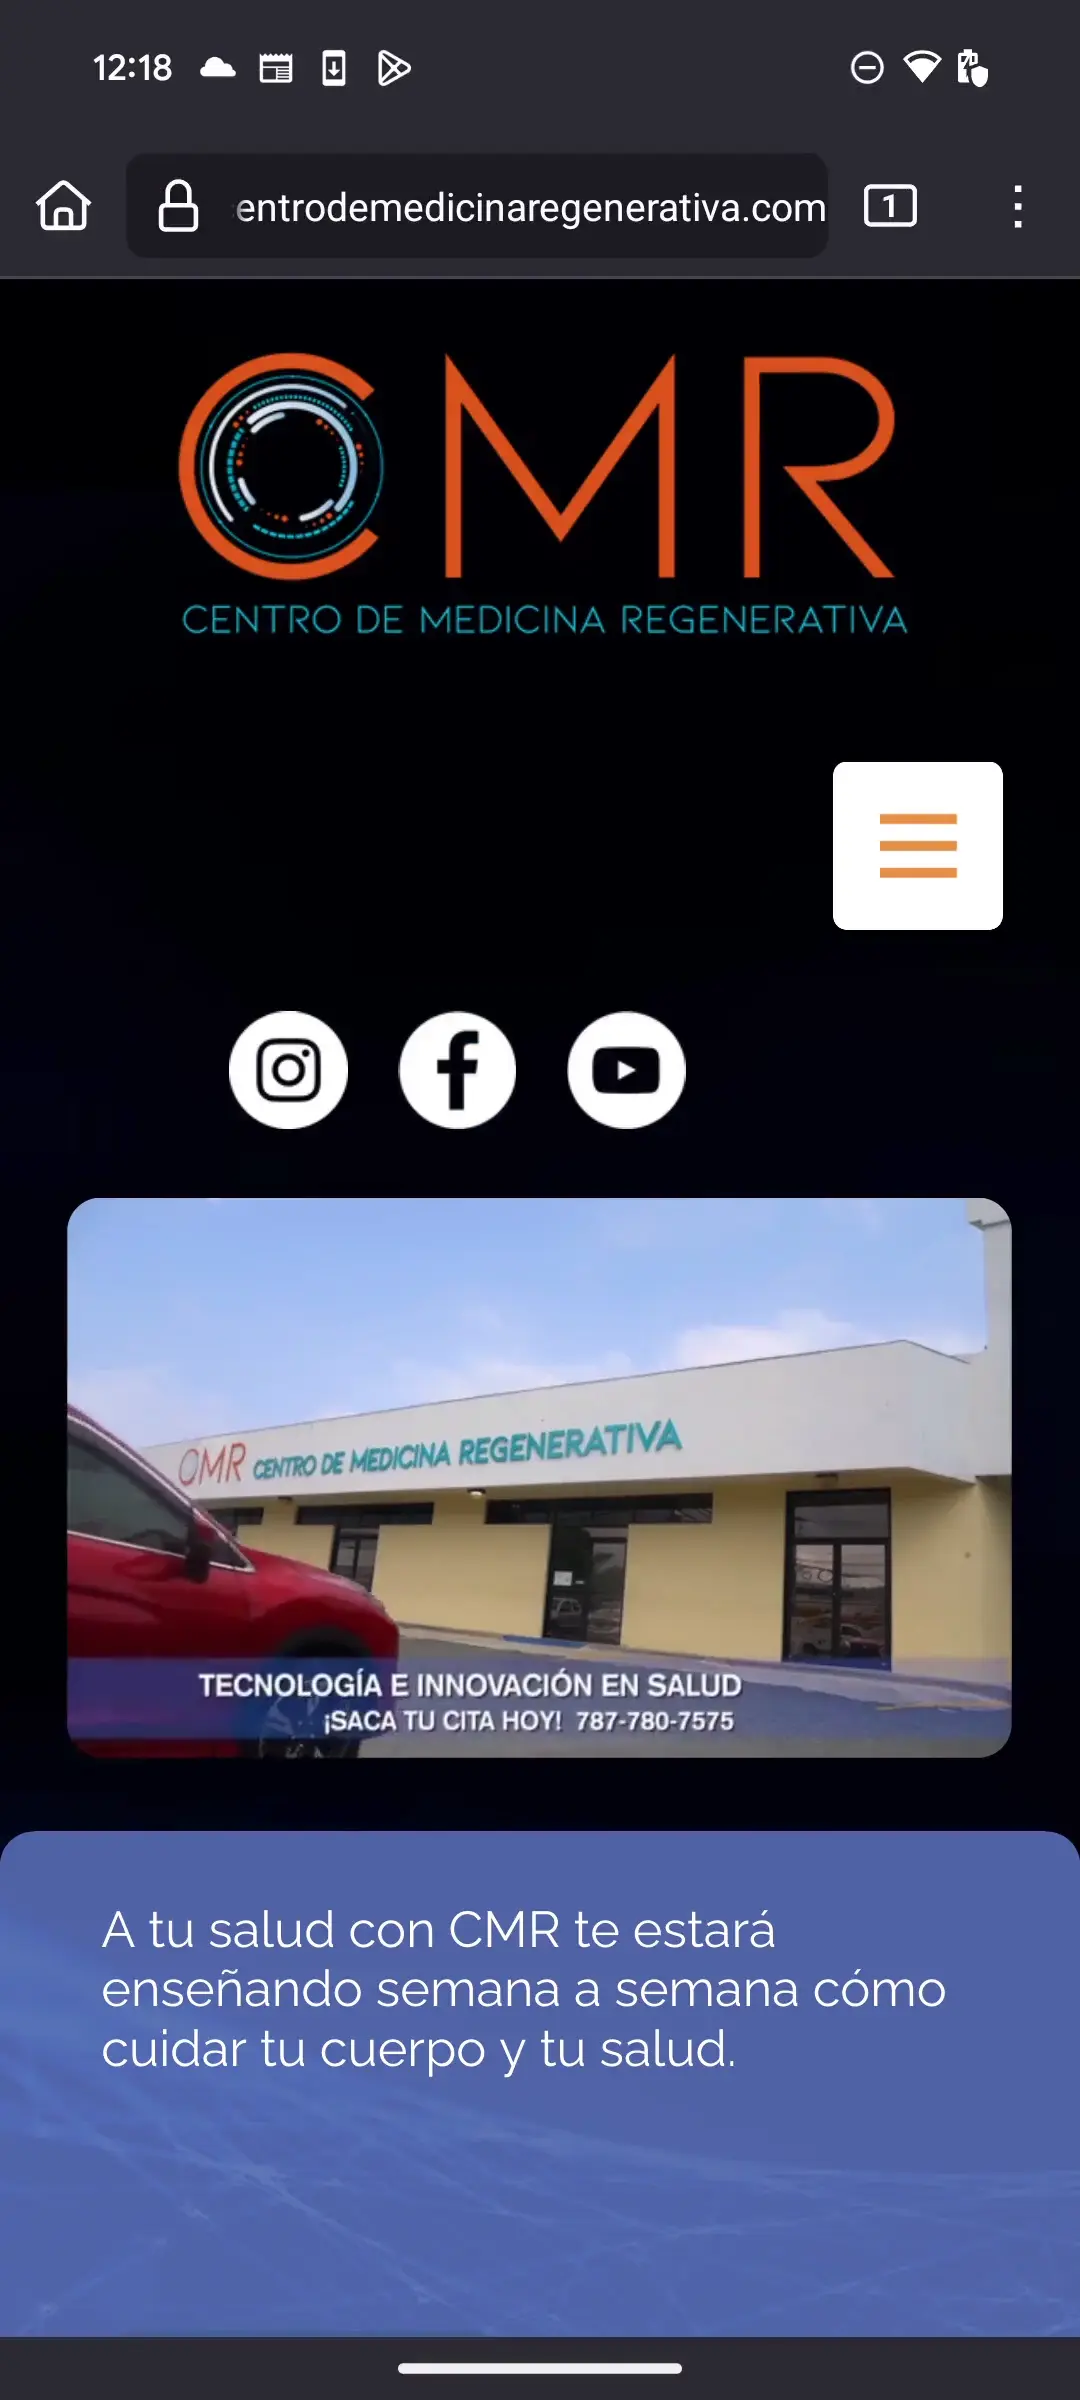 12:18
entrodemedicinaregenerativa.com
1
CMR
CENTRO DE MEDICINA REGENERATIVA
CMR CENTRO DE MEDICINA REGENERATIVA
TECNOLOGÍA E INNOVACIÓN EN SALUD
¡SACA TU CITA HOY! 787-780-7575
A tu salud con CMR te estará
enseñando semana a semana cómo
cuidar tu cuerpo y tu salud.